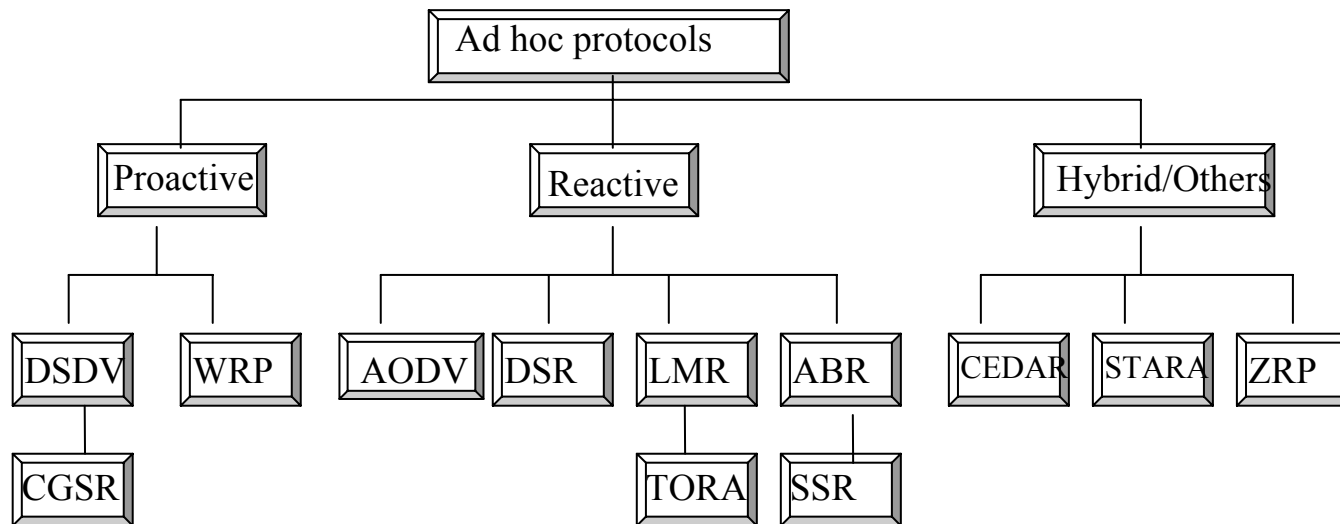 Ad hoc protocols
Proactive
Reactive
Hybrid/Others
DSDV
WRP
AODV
DSR
LMR
ABR
CEDAR
STARA
ZRP
CGSR
TORA
SSR